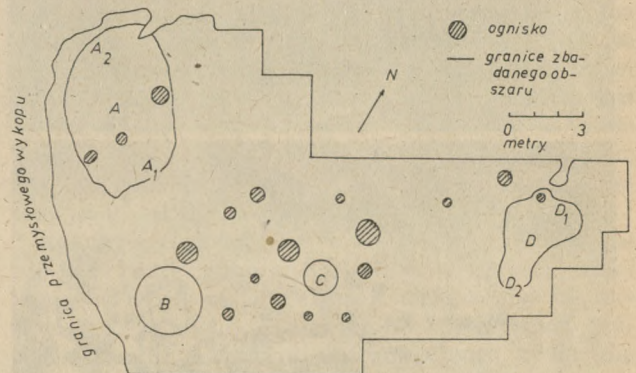 ognisko
granice zba-
danego ob-
szaru
N
0 3
metry
A2
A
A1
granica przemysłowego wykopu
B
C
D1
D
D2